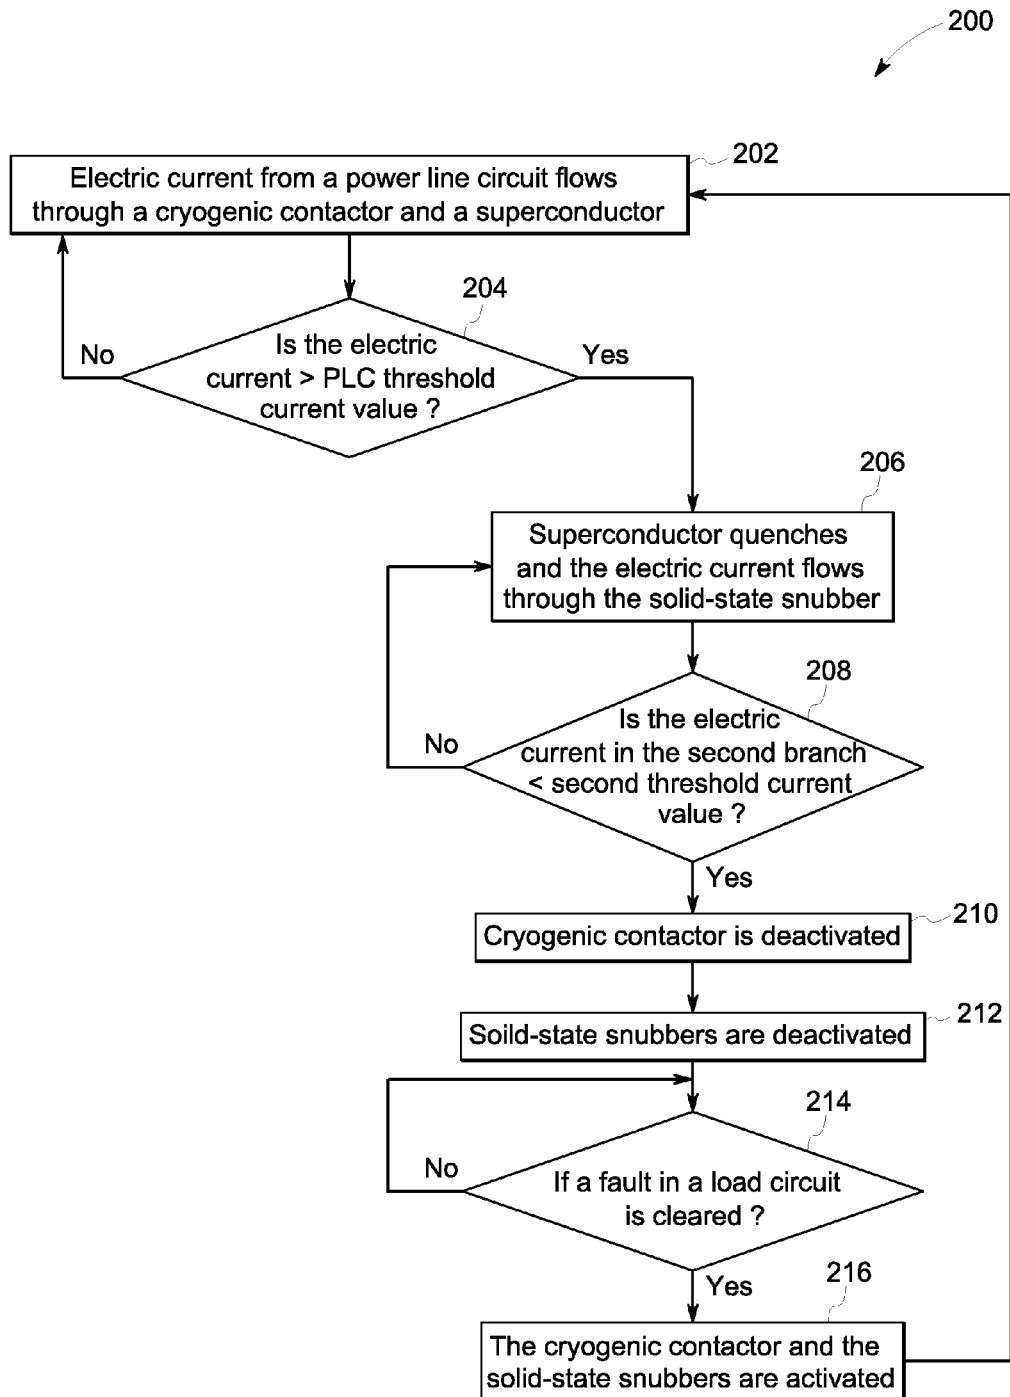 200
202
Electric current from a power line circuit flows
through a cryogenic contactor and a superconductor
204
Is the electric
current > PLC threshold
current value ?
No
Yes
206
Superconductor quenches
and the electric current flows
through the solid-state snubber
208
Is the electric
current in the second branch
< second threshold current
value ?
No
Yes
210
Cryogenic contactor is deactivated
212
Soild-state snubbers are deactivated
214
If a fault in a load circuit
is cleared ?
No
Yes
216
The cryogenic contactor and the
solid-state snubbers are activated